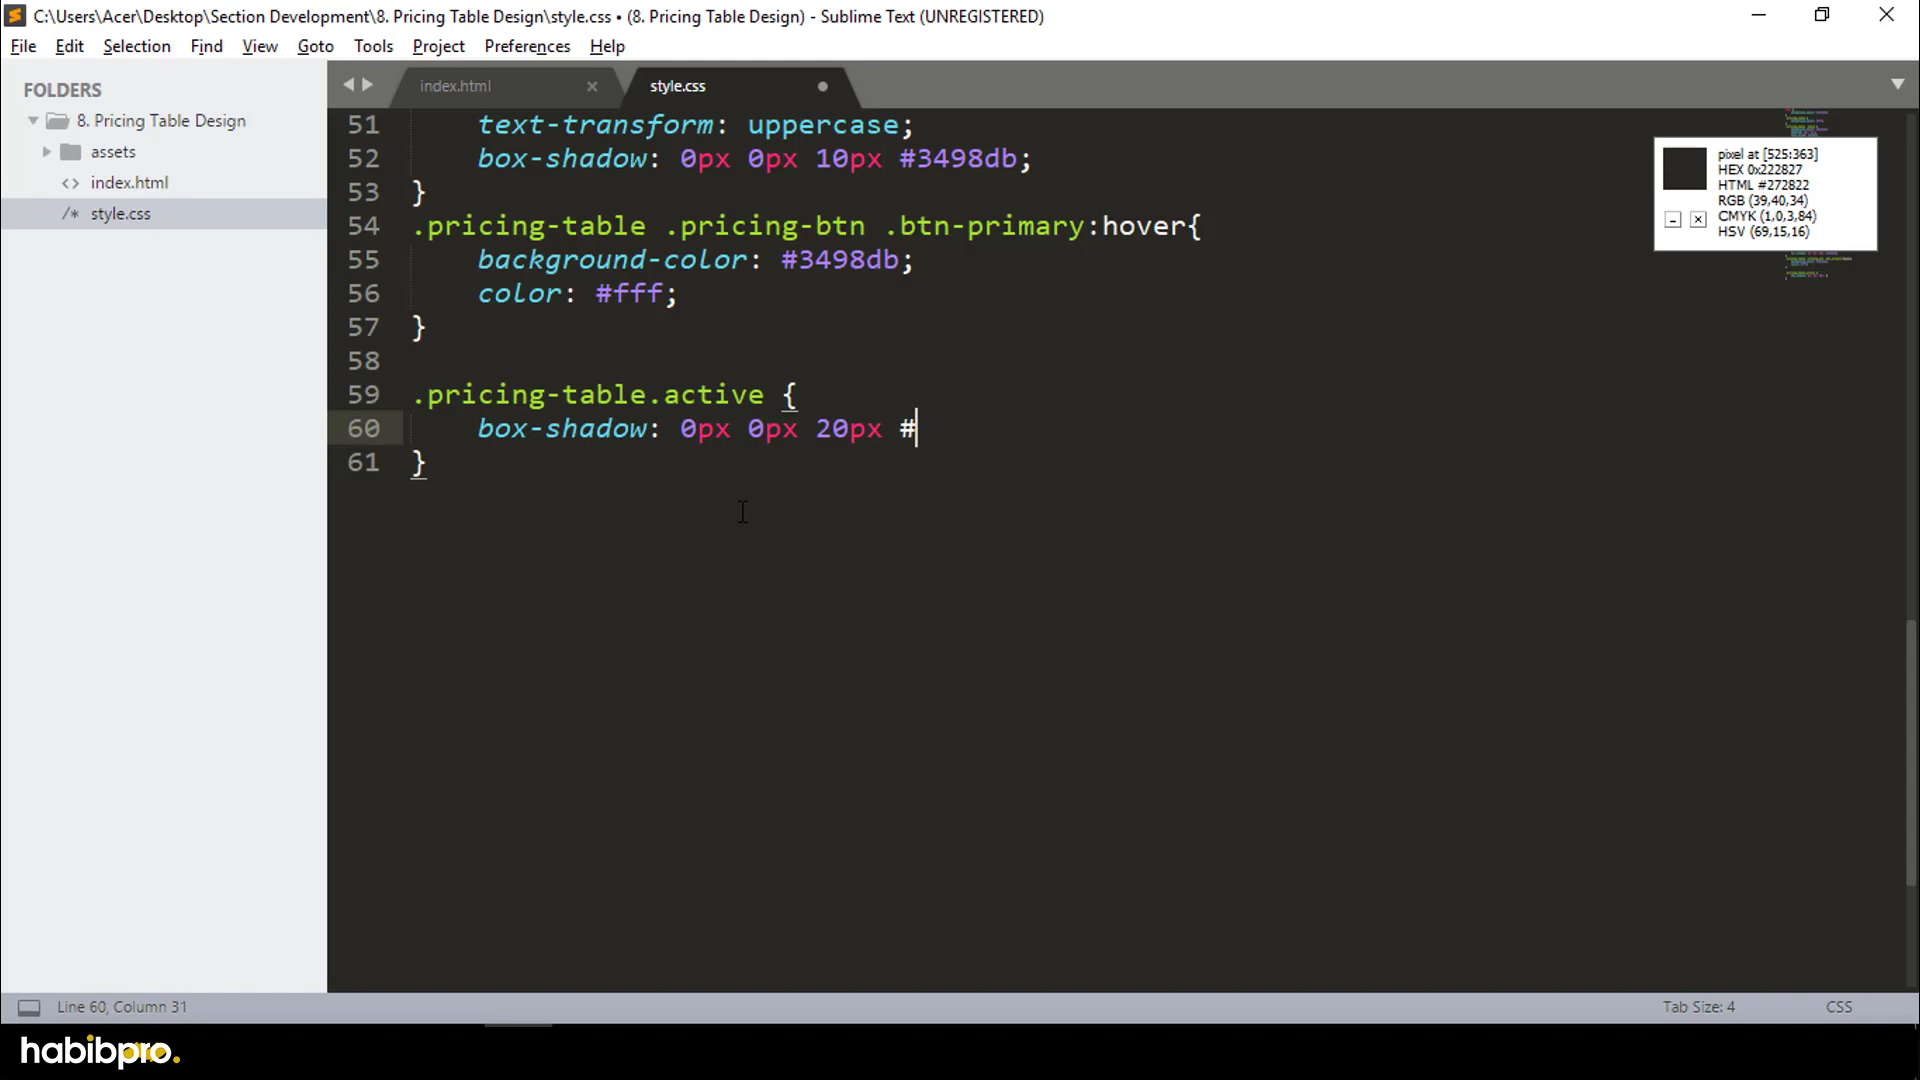 C:\Users\Acer\Desktop\Section Development\8. Pricing Table Design\style.css • (8. Pricing Table Design) - Sublime Text (UNREGISTERED)
File Edit Selection Find View Goto Tools Project Preferences Help
FOLDERS
8. Pricing Table Design
assets
<> index.html
/* style.css
index.html
style.css
51 text-transform: uppercase;
52 box-shadow: 0px 0px 10px #3498db;
53 }
54 .pricing-table .pricing-btn .btn-primary:hover{
55 background-color: #3498db;
56 color: #fff;
57 }
58
59 .pricing-table.active {
60 box-shadow: 0px 0px 20px #
61 }
pixel at [525:363]
HEX 0x222827
HTML #272822
RGB (39,40,34)
CMYK (1,0,3,84)
HSV (69,15,16)
Line 60, Column 31
Tab Size: 4
CSS
habibpro.